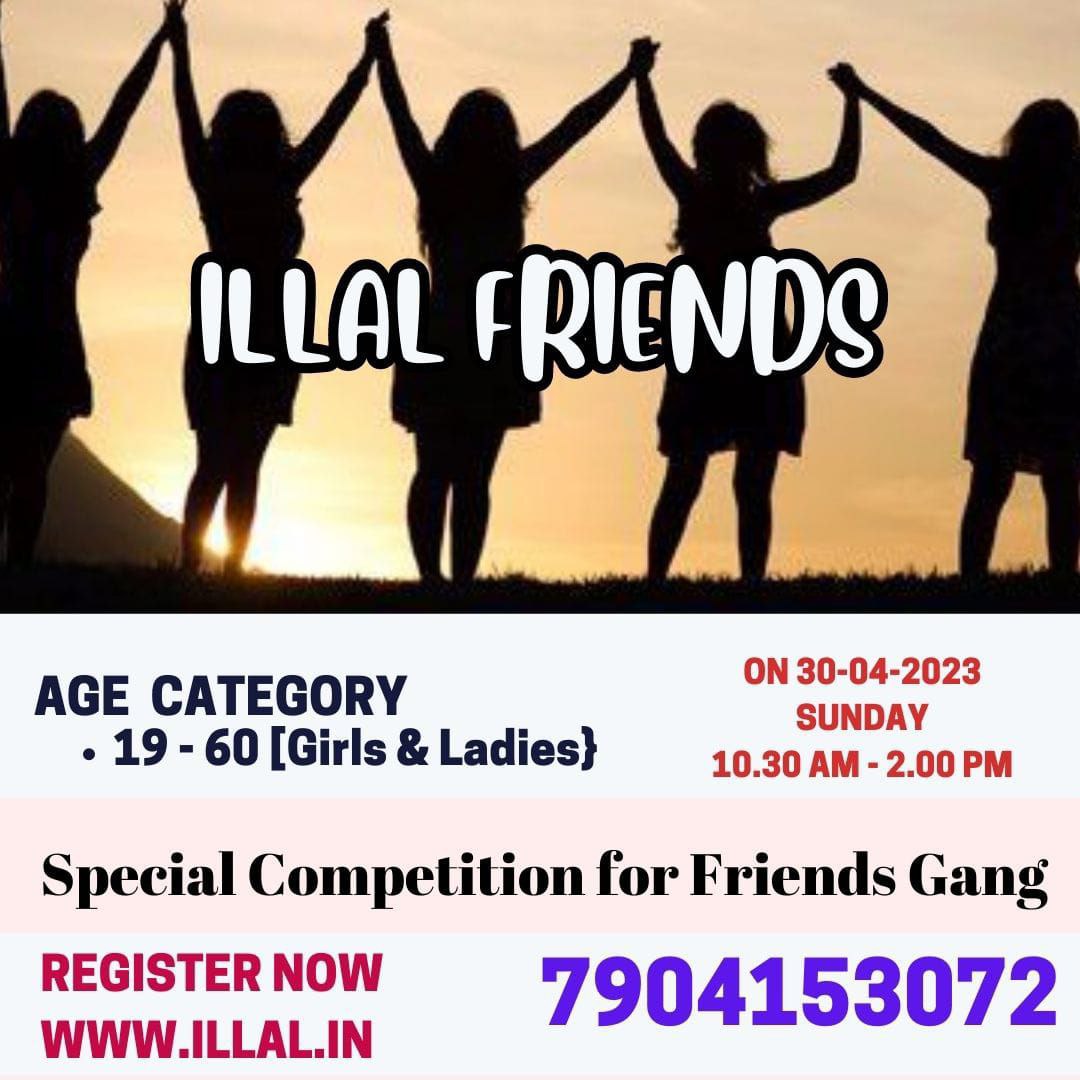 ILLAL FRIENDS
AGE CATEGORY
• 19 - 60 [Girls & Ladies}
ON 30-04-2023
SUNDAY
10.30 AM - 2.00 PM
Special Competition for Friends Gang
REGISTER NOW
WWW.ILLAL.IN
7904153072